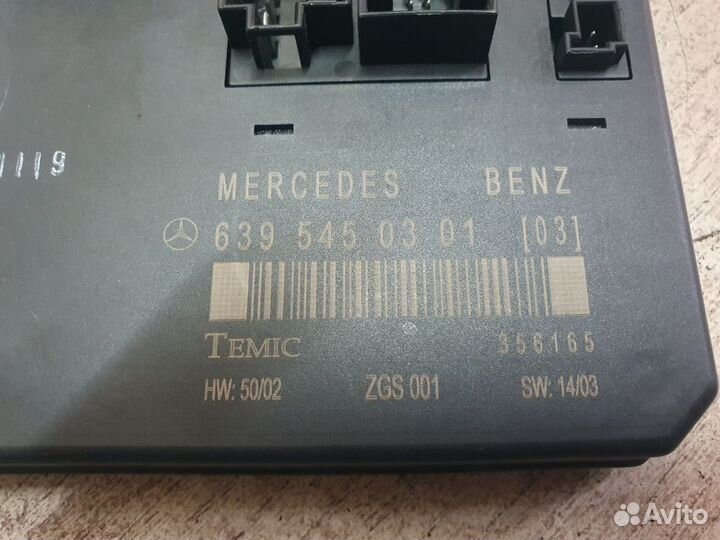 1119
MERCEDES BENZ
639 545 03 01 [03]
TEMIC 356165
HW: 50/02 ZGS 001 SW: 14/03
Avito